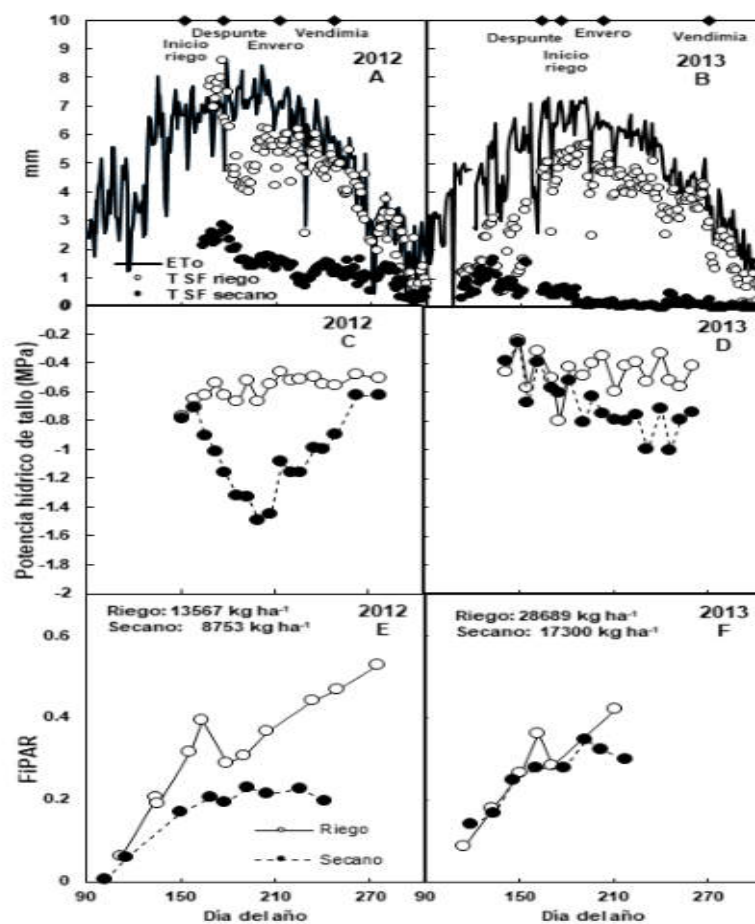 10
9
8
7
6
5
4
3
2
1
0
mm
Despunte Vendimia
Inicio Envero
riego
2012
A
ETo
TSF riego
TSF secano
Despunte Envero Vendimia
Inicio
riego
2013
B
0
-0.2
-0.4
-0.6
-0.8
-1
-1.2
-1.4
-1.6
-1.8
-2
Potencia hídrico de tallo (MPa)
2012
C
2013
D
0.6
0.4
0.2
0
FiPAR
Riego: 13567 kg ha⁻¹ 2012
Secano: 8753 kg ha⁻¹ E
Riego
Secano
Riego: 28689 kg ha⁻¹ 2013
Secano: 17300 kg ha⁻¹ F
90 150 210 270 90 150 210 270
Día del año Día del año